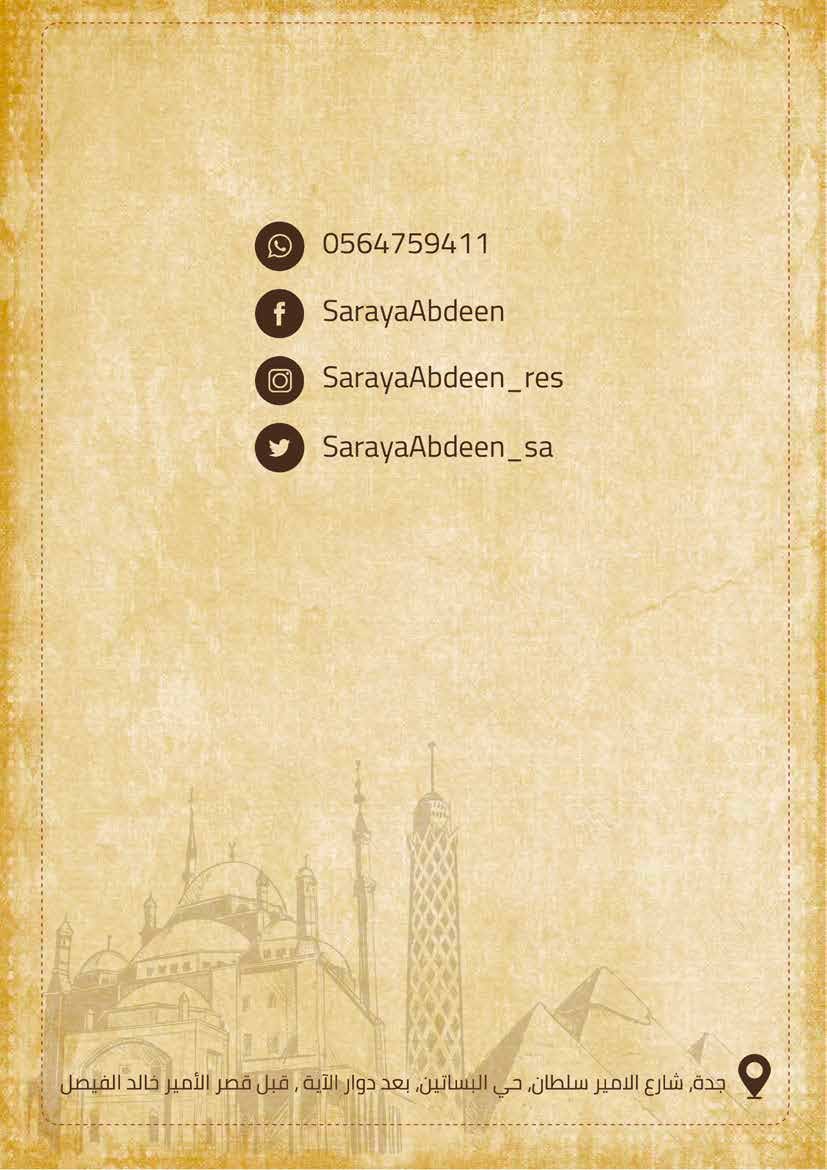 0564759411
SarayaAbdeen
SarayaAbdeen_res
SarayaAbdeen_sa
جدة, شارع الامير سلطان, حي البساتين, بعد دوار الآية , قبل قصر الأمير خالد الفيصل